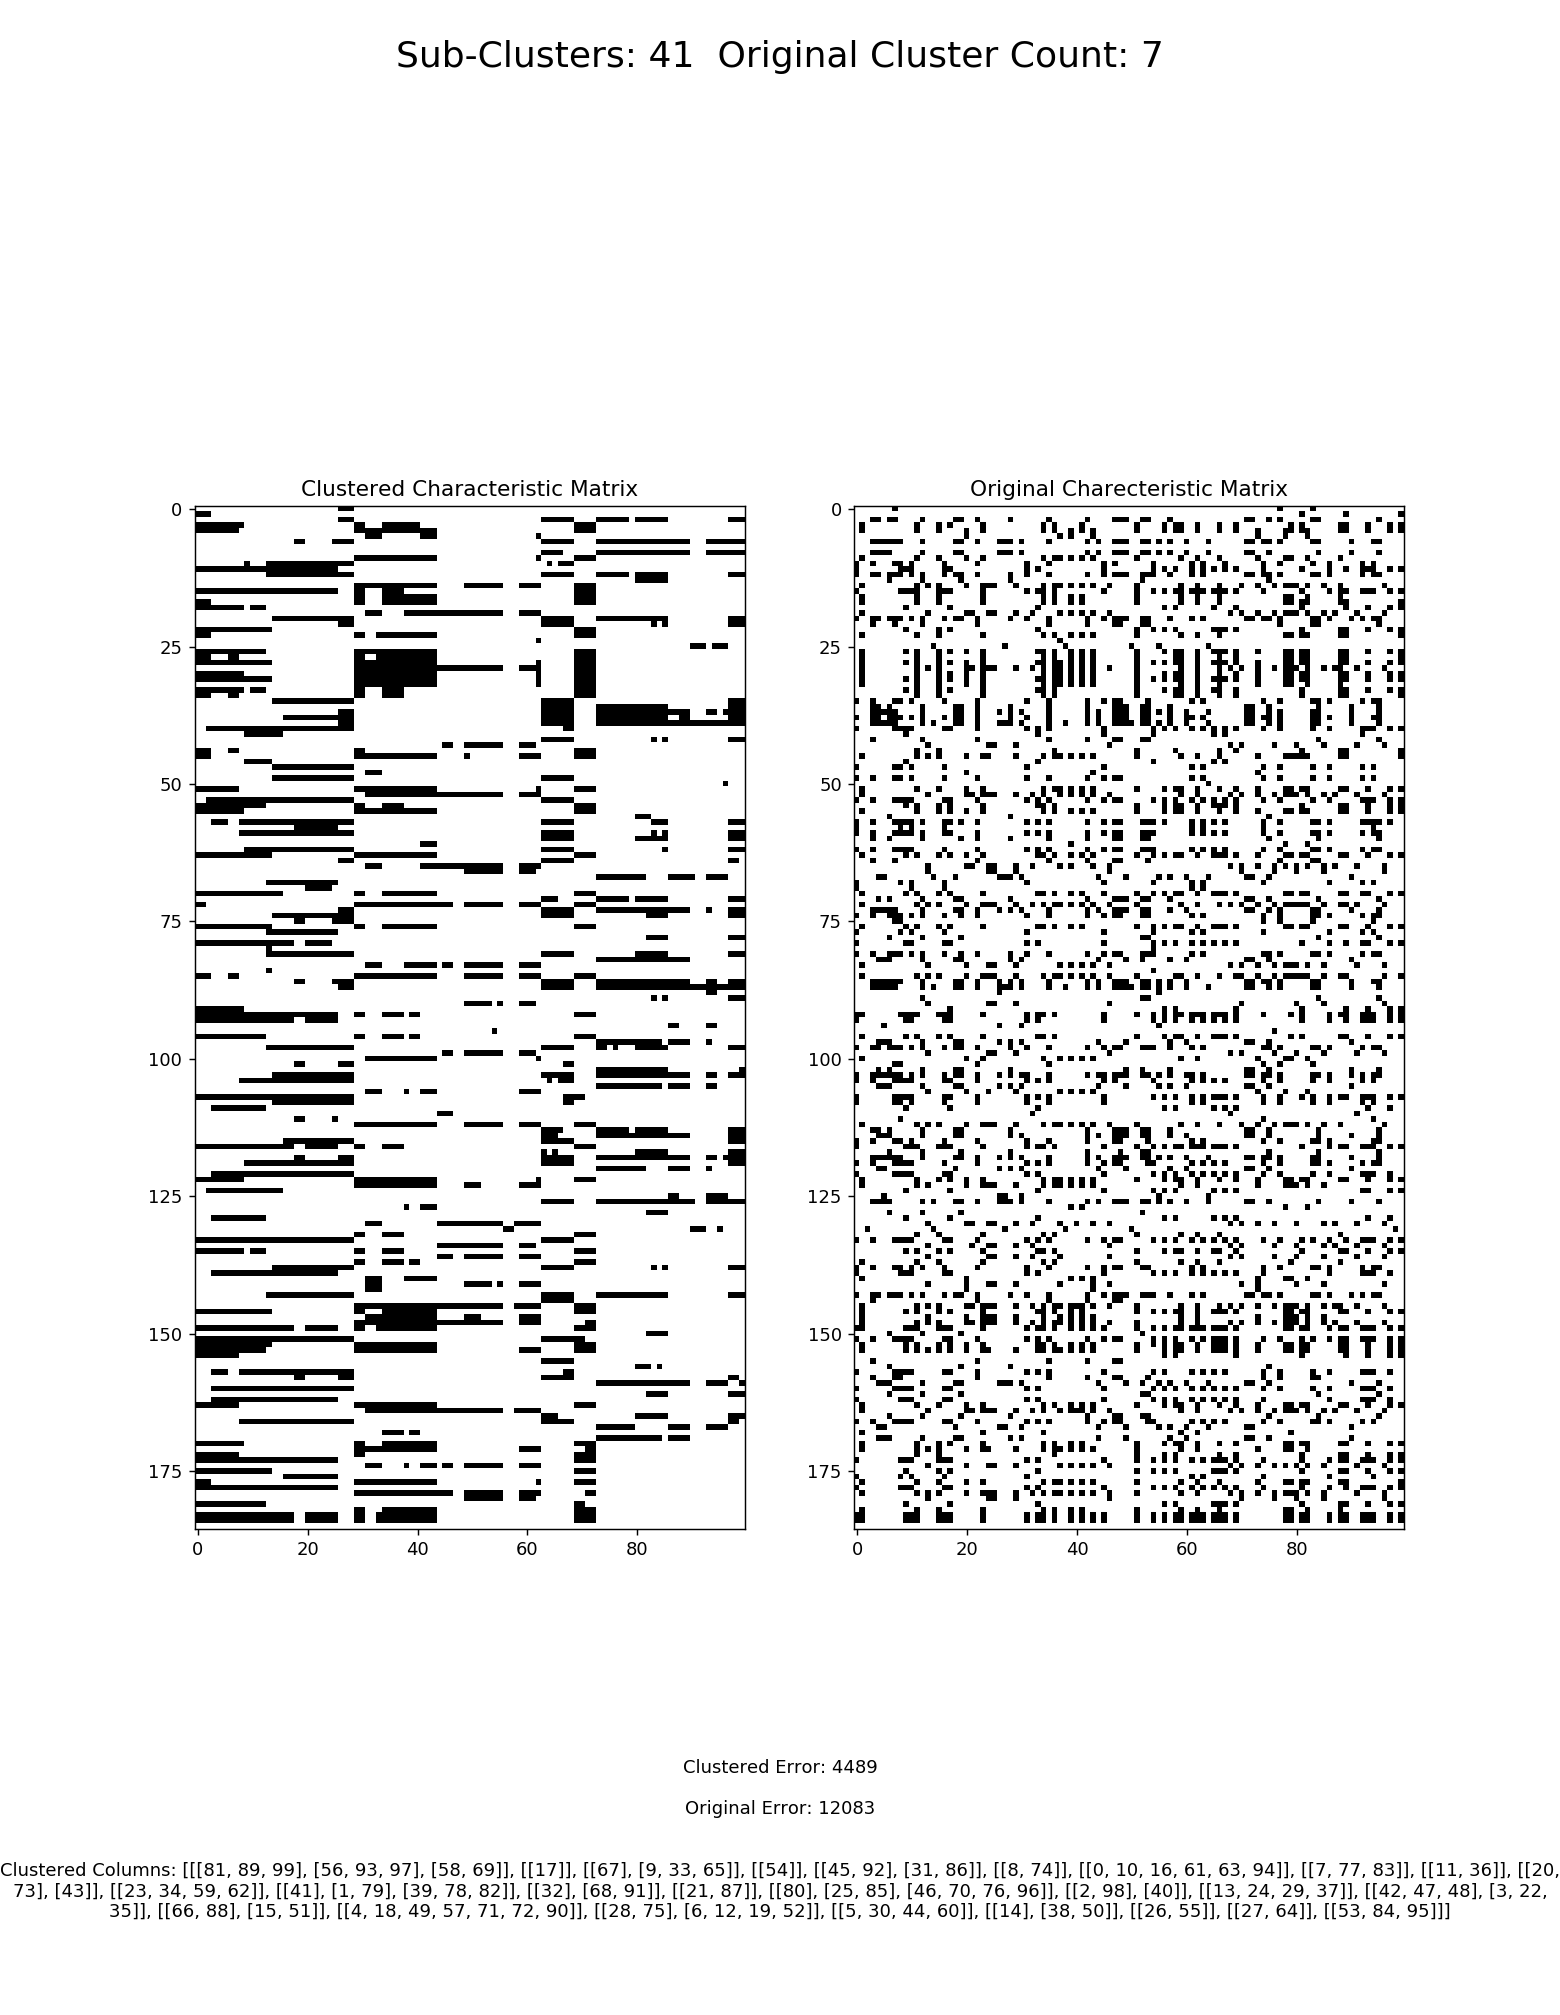 Sub-Clusters: 41  Original Cluster Count: 7
Clustered Characteristic Matrix
Original Charecteristic Matrix
0
25
50
75
100
125
150
175
0 20 40 60 80
0
25
50
75
100
125
150
175
0 20 40 60 80
Clustered Error: 4489
Original Error: 12083
Clustered Columns: [[[81, 89, 99], [56, 93, 97], [58, 69]], [[17]], [[67], [9, 33, 65]], [[54]], [[45, 92], [31, 86]], [[8, 74]], [[0, 10, 16, 61, 63, 94]], [[7, 77, 83]], [[11, 36]], [[20,
73], [43]], [[23, 34, 59, 62]], [[41], [1, 79], [39, 78, 82]], [[32], [68, 91]], [[21, 87]], [[80], [25, 85], [46, 70, 76, 96]], [[2, 98], [40]], [[13, 24, 29, 37]], [[42, 47, 48], [3, 22,
35]], [[66, 88], [15, 51]], [[4, 18, 49, 57, 71, 72, 90]], [[28, 75], [6, 12, 19, 52]], [[5, 30, 44, 60]], [[14], [38, 50]], [[26, 55]], [[27, 64]], [[53, 84, 95]]]